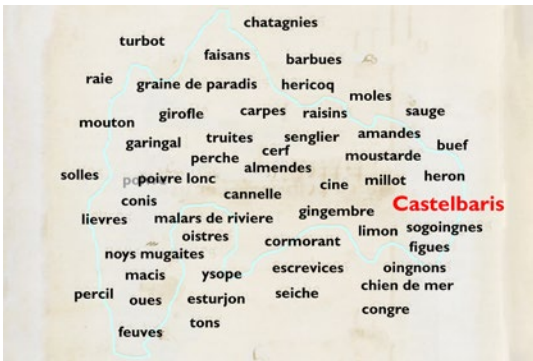 chatagnies
turbot
faisans
barbues
raie
graine de paradis
hericoq
moles
girofle
carpes
raisins
sauge
mouton
garingal
truites
senglier
amandes
buef
perche
cerf
moustarde
almendes
solles
poivre lonc
cine
millot
heron
conis
cannelle
Castelbaris
lievres
malars de riviere
gingembre
limon
sogoingnes
oistres
cormorant
figues
noys mugaites
macis
ysope
escrevices
oingnons
chien de mer
percil
oues
esturjon
seiche
congre
feuves
tons